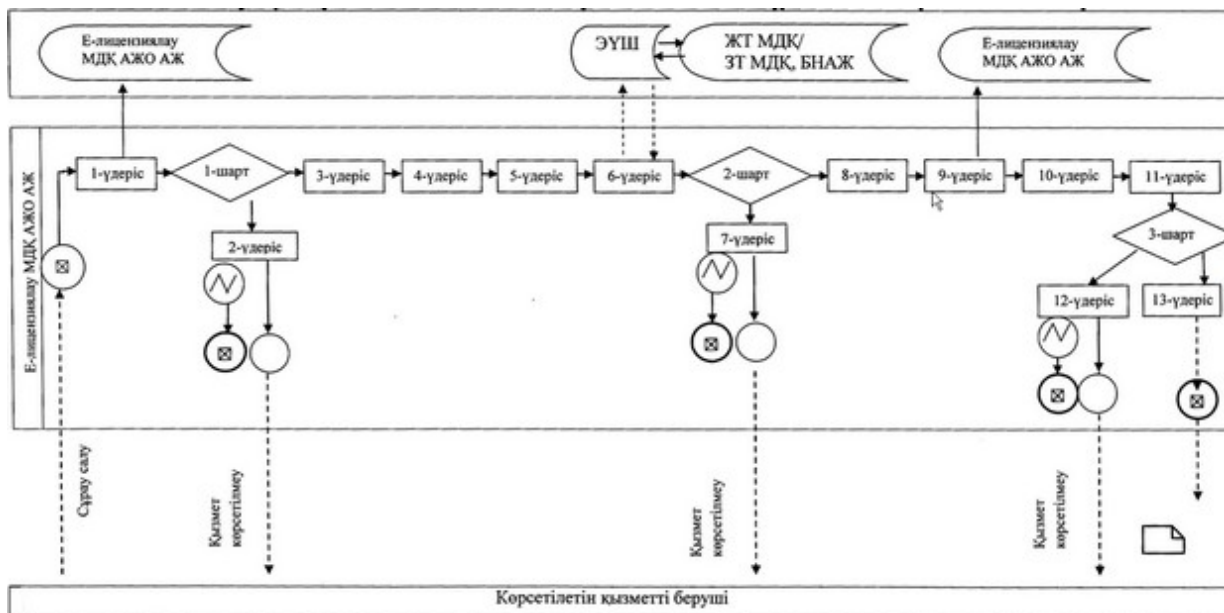 Е-лицензиялау
МДҚ АЖО АЖ
ЭҮШ
ЖТ МДҚ/
ЗТ МДҚ, БНАЖ
Е-лицензиялау
МДҚ АЖО АЖ
Е-лицензиялау МДҚ АЖО АЖ
1-үдеріс
1-шарт
3-үдеріс
4-үдеріс
5-үдеріс
6-үдеріс
2-шарт
8-үдеріс
9-үдеріс
10-үдеріс
11-үдеріс
2-үдеріс
7-үдеріс
3-шарт
12-үдеріс
13-үдеріс
Сұрау салу
Қызмет
көрсетілмеу
Қызмет
көрсетілмеу
Қызмет
көрсетілмеу
Көрсетілетін қызметті беруші